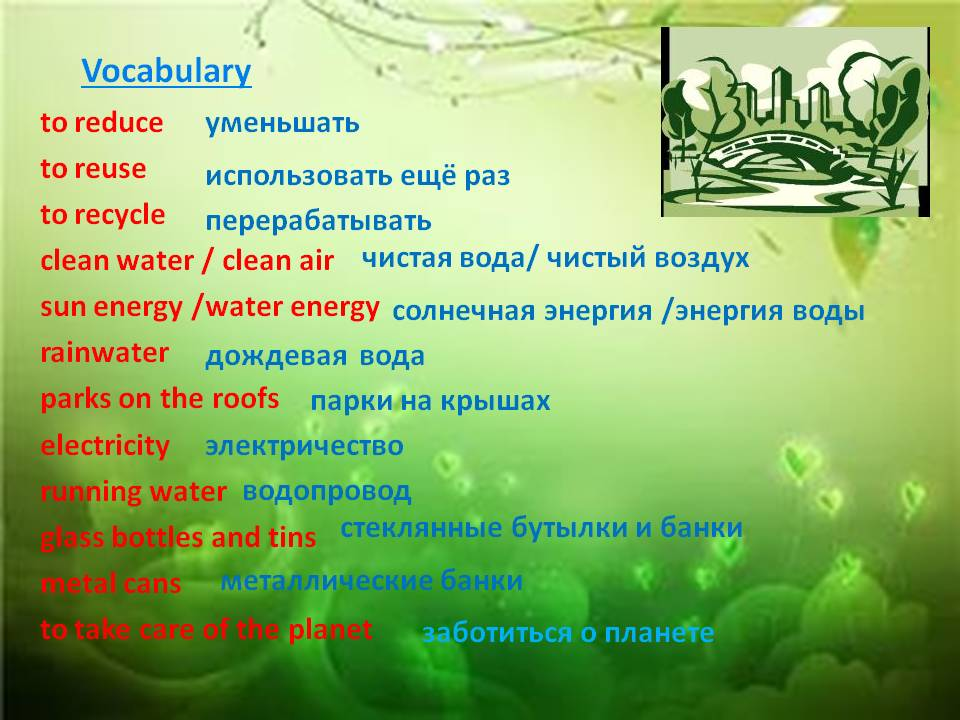 Vocabulary
to reduce уменьшать
to reuse использовать ещё раз
to recycle перерабатывать
clean water / clean air чистая вода/ чистый воздух
sun energy /water energy солнечная энергия /энергия воды
rainwater дождевая вода
parks on the roofs парки на крышах
electricity электричество
running water водопровод
glass bottles and tins стеклянные бутылки и банки
metal cans металлические банки
to take care of the planet заботиться о планете